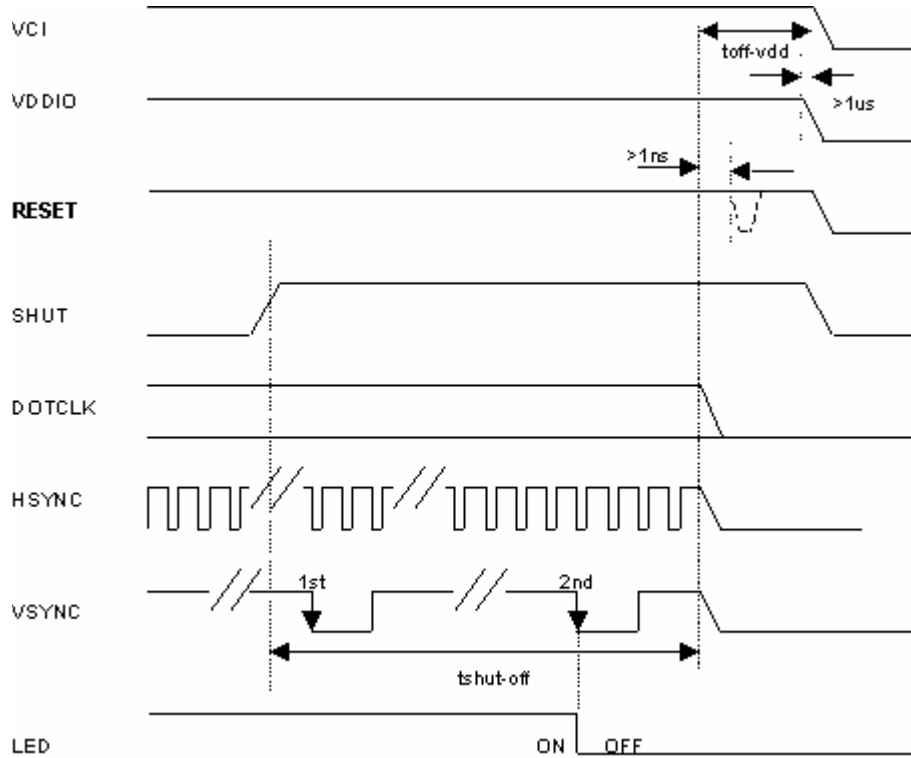 VCI
toff-vdd
VDDIO
>1us
>1ns
RESET
SHUT
DOTCLK
HSYNC
1st
2nd
VSYNC
tshut-off
LED
ON
OFF